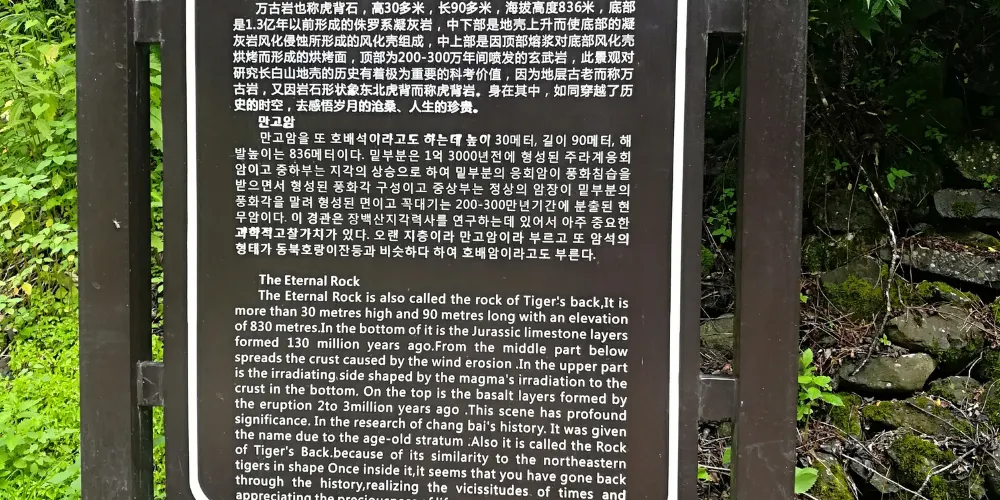 万古岩也称虎背石，高30多米，长90多米，海拔高度836米，底部
是1.3亿年以前形成的侏罗系凝灰岩，中下部是地壳上升而使底部的凝
灰岩风化侵蚀所形成的风化壳组成，中上部是因顶部熔浆对底部风化壳
烘烤而形成的烘烤面，顶部为200-300万年间喷发的玄武岩，此景观对
研究长白山地壳的历史有着极为重要的科考价值，因为地层古老而称万
古岩，又因岩石形状象东北虎背而称虎背岩。身在其中，如同穿越了历
史的时空，去感悟岁月的沧桑、人生的珍贵。
만고암
만고암을 또 호배석이라고도 하는데 높이 30메터, 길이 90메터, 해
발높이는 836메터이다. 밑부분은 1억 3000년전에 형성된 주라계응회
암이고 중하부는 지각의 상승으로 하여 밑부분의 응회암이 풍화침습을
받으면서 형성된 풍화각 구성이고 중상부는 정상의 암장이 밑부분의
풍화각을 말려 형성된 면이고 꼭대기는 200-300만년기간에 분출된 현
무암이다. 이 경관은 장백산지각력사를 연구하는데 있어서 아주 중요한
과학적고찰가치가 있다. 오랜 지층이라 만고암이라 부르고 또 암석의
형태가 동북호랑이잔등과 비슷하다 하여 호배암이라고도 부른다.
The Eternal Rock
The Eternal Rock is also called the rock of Tiger's back,It is
more than 30 metres high and 90 metres long with an elevation
of 830 metres.In the bottom of it is the Jurassic limestone layers
formed 130 million years ago.From the middle part below
spreads the crust caused by the wind erosion .In the upper part
is the irradiating.side shaped by the magma's irradiation to the
crust in the bottom. On the top is the basalt layers formed by
the eruption 2to 3million years ago .This scene has profound
significance. In the research of chang bai's history. It was given
the name due to the age-old stratum .Also it is called the Rock
of Tiger's Back.because of its similarity to the northeastern
tigers in shape Once inside it,it seems that you have gone back
through the history,realizing the vicissitudes of times and
appreciating the preciousness of